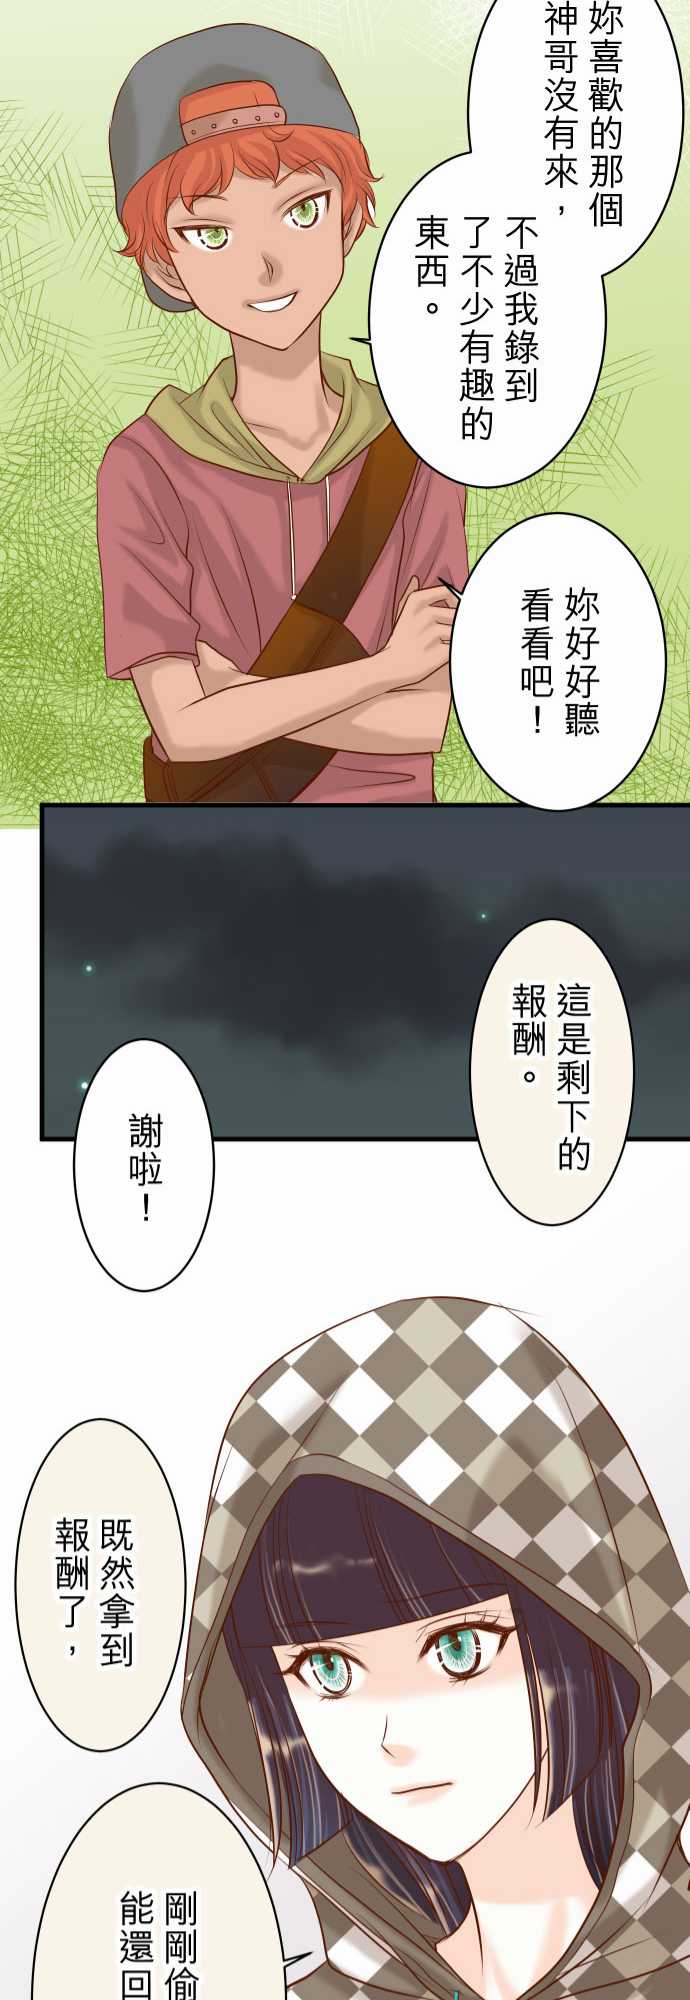 妳喜歡的那個
神哥沒有來，
不過我錄到
了不少有趣的
東西。
妳好好聽
看看吧！
這是剩下的
報酬。
謝啦！
既然拿到
報酬了，
剛剛偷
能還回